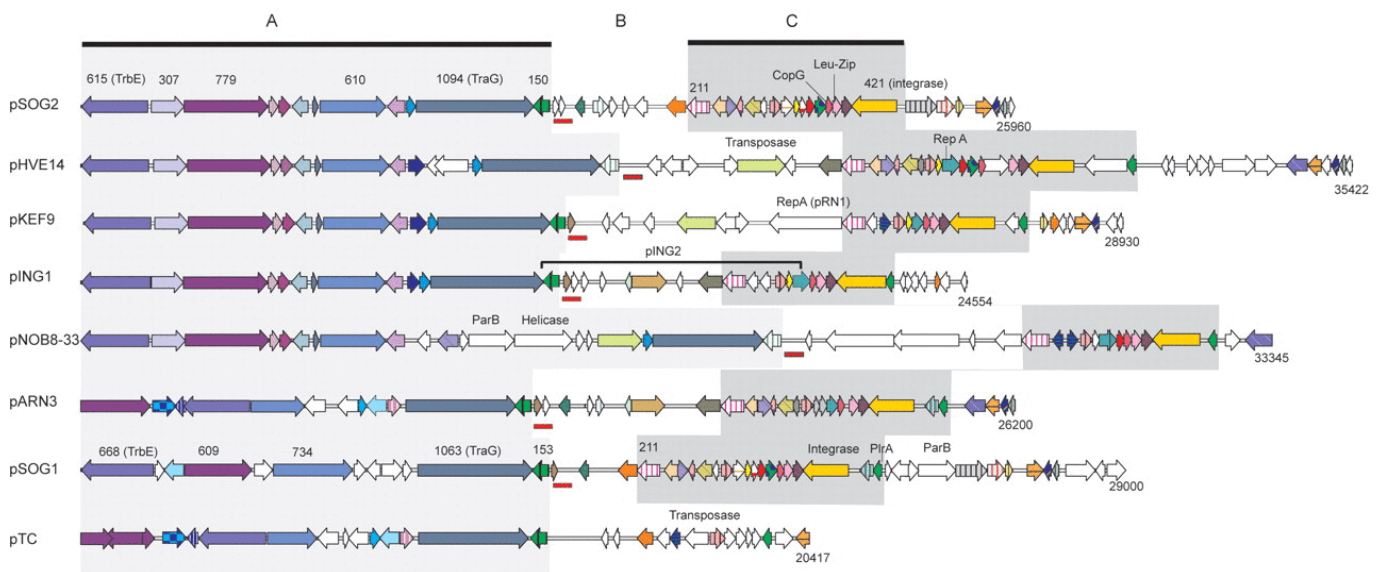 A B C
615 (TrbE) 307 779 610 1094 (TraG) 150 211 CopG Leu-Zip 421 (integrase)
pSOG2 25960
Transposase Rep A
pHVE14 35422
RepA (pRN1)
pKEF9 28930
pING2
pING1 24554
ParB Helicase
pNOB8-33 33345
pARN3 26200
668 (TrbE) 609 734 1063 (TraG) 153 211 Integrase PlrA ParB
pSOG1 29000
Transposase
pTC 20417